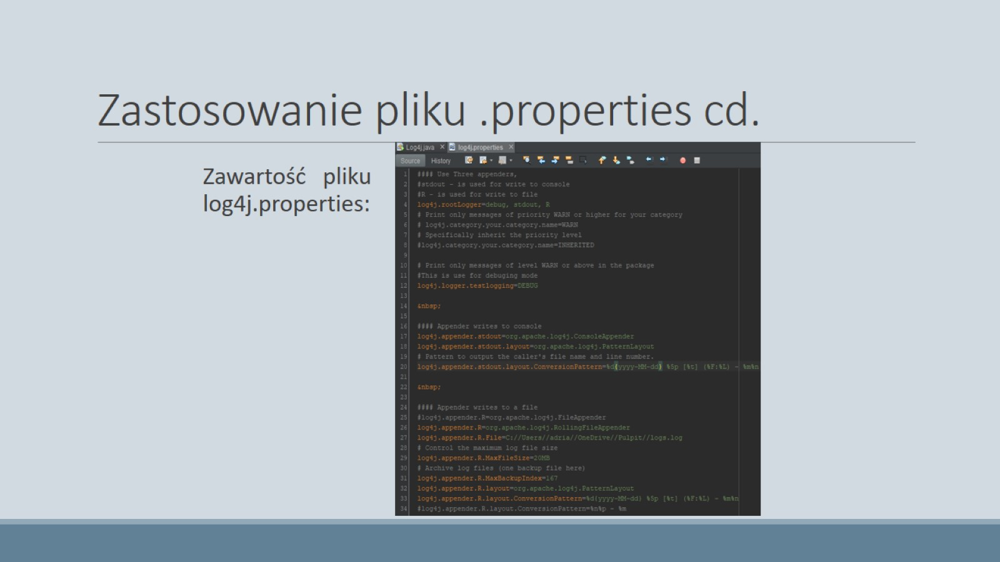 Zastosowanie pliku .properties cd.
Zawartość pliku
log4j.properties:
Log4j.java
log4j.properties
Source History
1 #### Use Three appenders,
2 #stdout - is used for write to console
3 #R - is used for write to file
4 log4j.rootLogger=debug, stdout, R
5 # Print only messages of priority WARN or higher for your category
6 # log4j.category.your.category.name=WARN
7 # Specifically inherit the priority level
8 #log4j.category.your.category.name=INHERITED
9
10 # Print only messages of level WARN or above in the package
11 #This is use for debuging mode
12 log4j.logger.testlogging=DEBUG
13
14 &nbsp;
15
16 #### Appender writes to console
17 log4j.appender.stdout=org.apache.log4j.ConsoleAppender
18 log4j.appender.stdout.layout=org.apache.log4j.PatternLayout
19 # Pattern to output the caller's file name and line number.
20 log4j.appender.stdout.layout.ConversionPattern=%d{yyyy-MM-dd} %5p [%t] (%F:%L) - %m%n
21
22 &nbsp;
23
24 #### Appender writes to a file
25 #log4j.appender.R=org.apache.log4j.FileAppender
26 log4j.appender.R=org.apache.log4j.RollingFileAppender
27 log4j.appender.R.File=C://Users//adria//OneDrive//Pulpit//logs.log
28 # Control the maximum log file size
29 log4j.appender.R.MaxFileSize=20MB
30 # Archive log files (one backup file here)
31 log4j.appender.R.MaxBackupIndex=167
32 log4j.appender.R.layout=org.apache.log4j.PatternLayout
33 log4j.appender.R.layout.ConversionPattern=%d{yyyy-MM-dd} %5p [%t] (%F:%L) - %m%n
34 #log4j.appender.R.layout.ConversionPattern=%n%p - %m